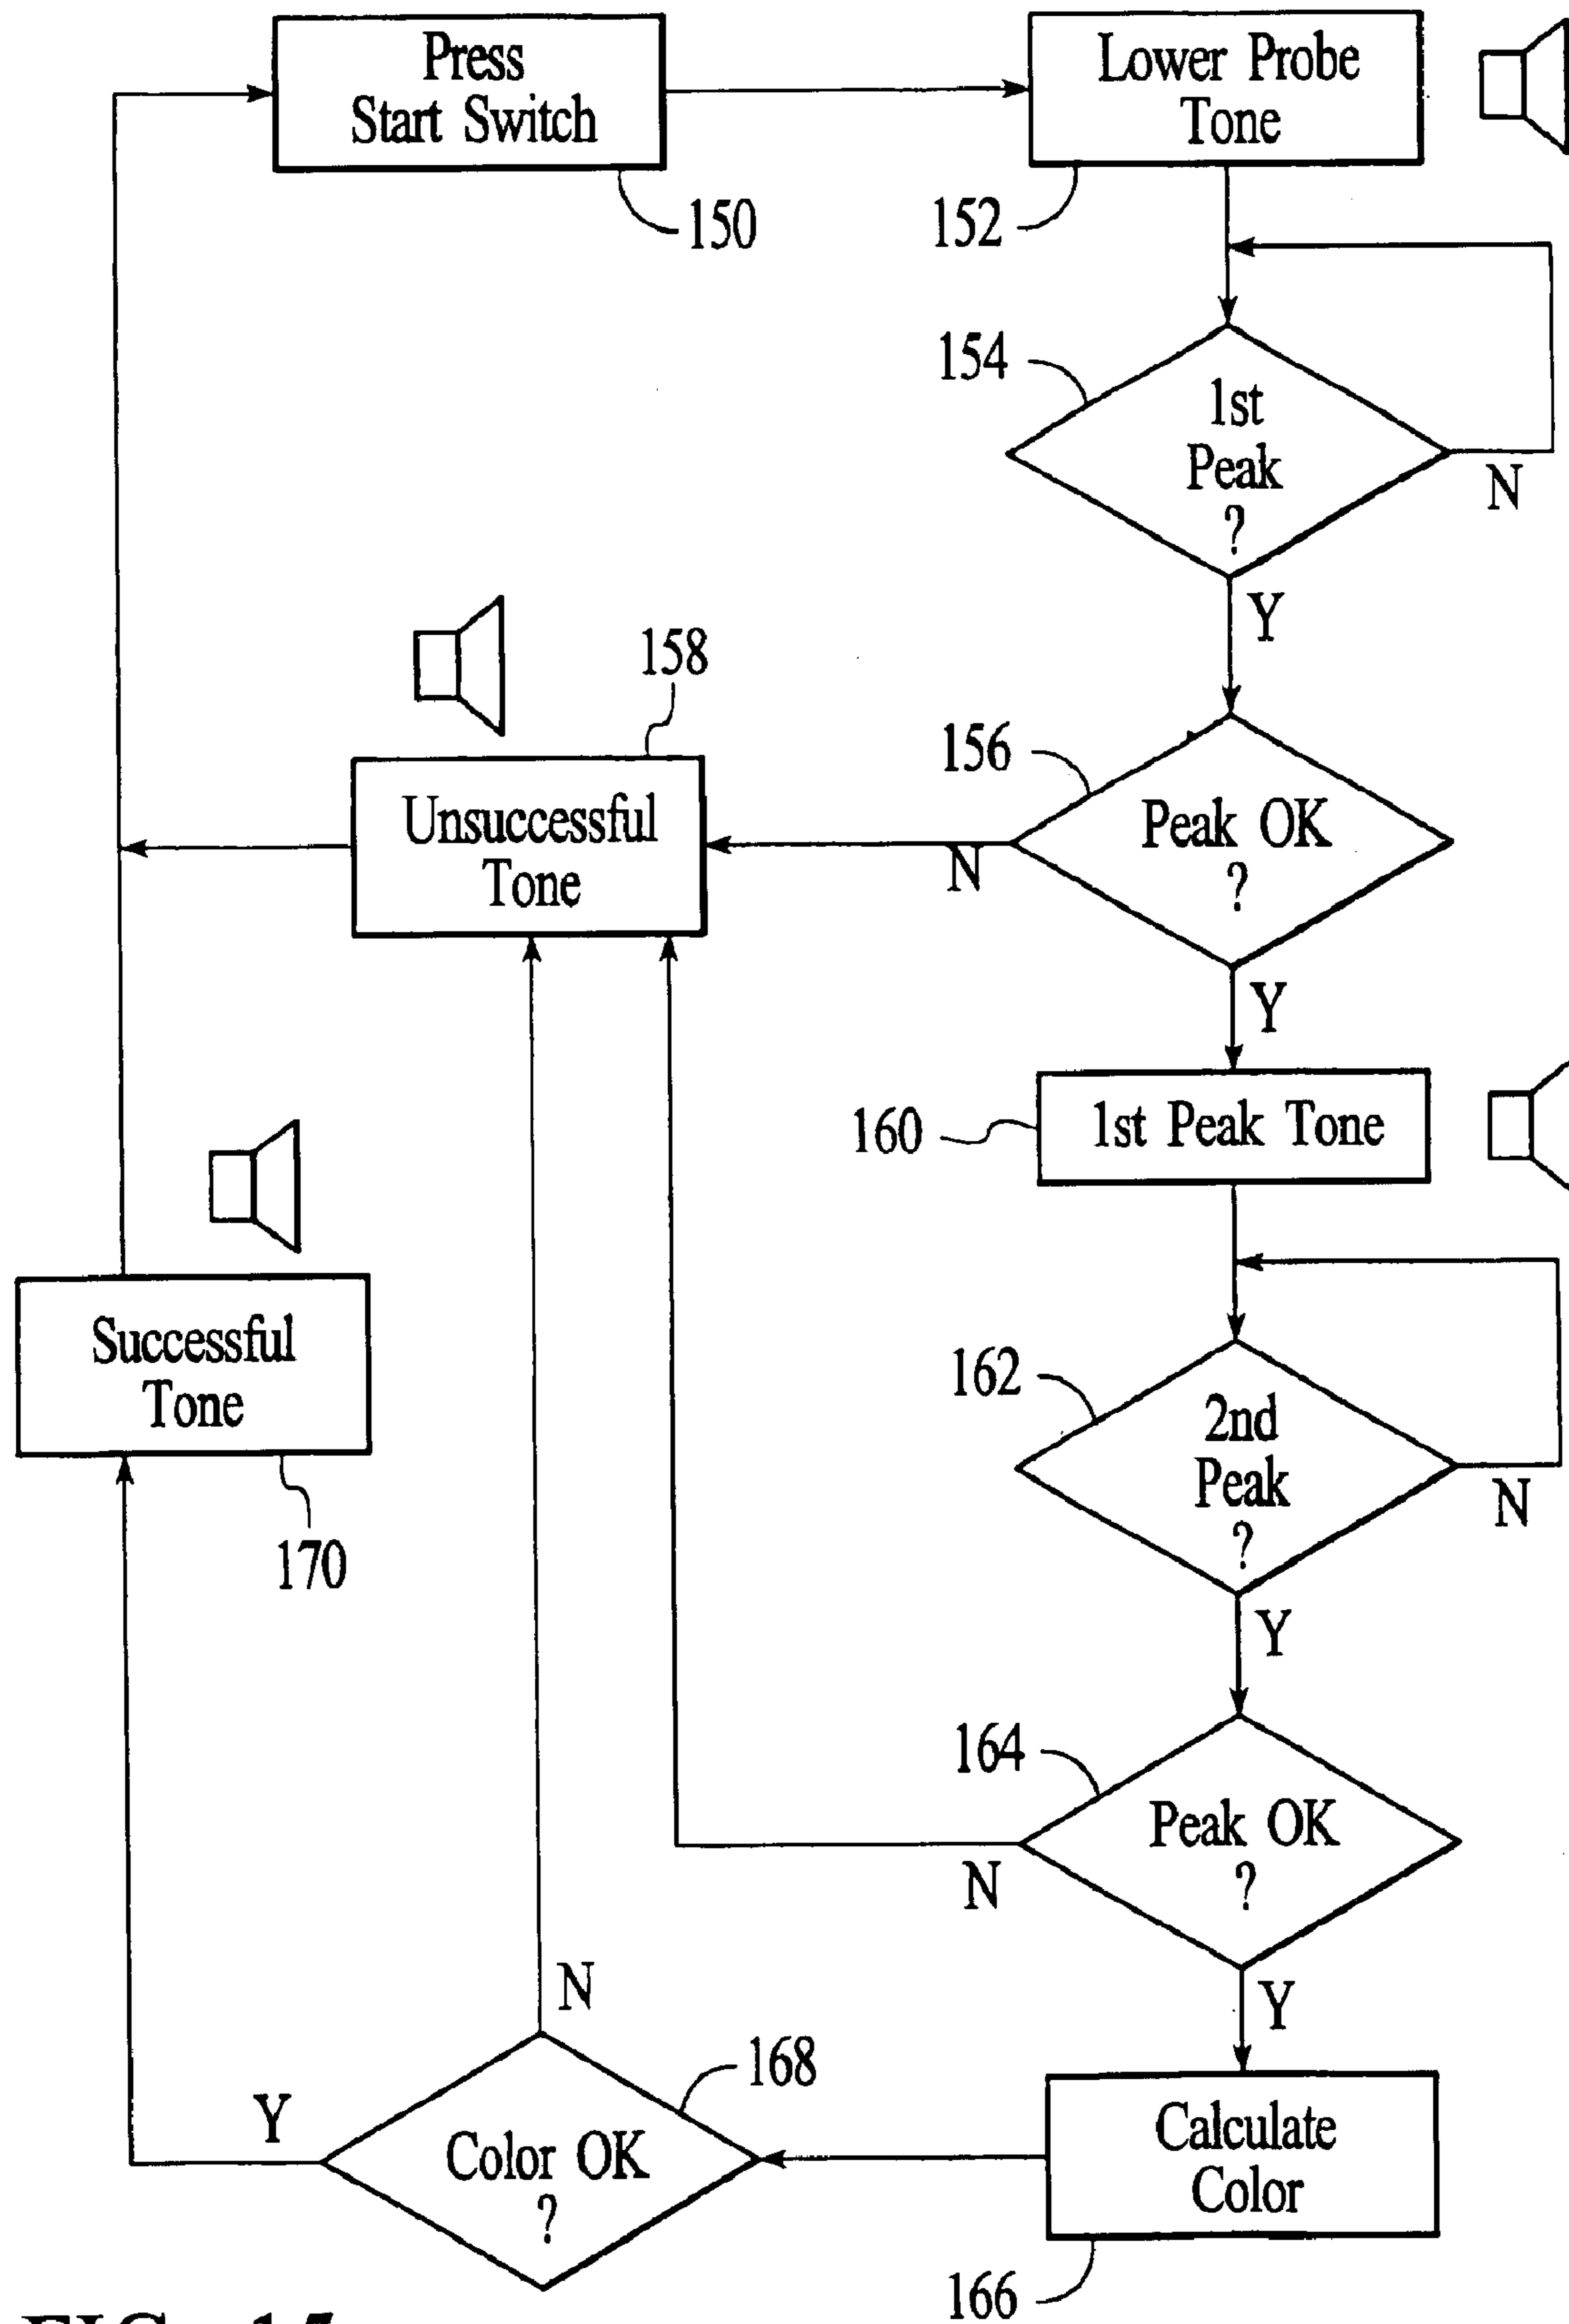 Press
Start Switch
150
Lower Probe
Tone
152
154
1st
Peak
?
N
Y
158
Unsuccessful
Tone
156
Peak OK
?
N
Y
160
1st Peak Tone
Successful
Tone
170
162
2nd
Peak
?
N
Y
164
Peak OK
?
N
Y
168
Color OK
?
N
Y
Calculate
Color
166